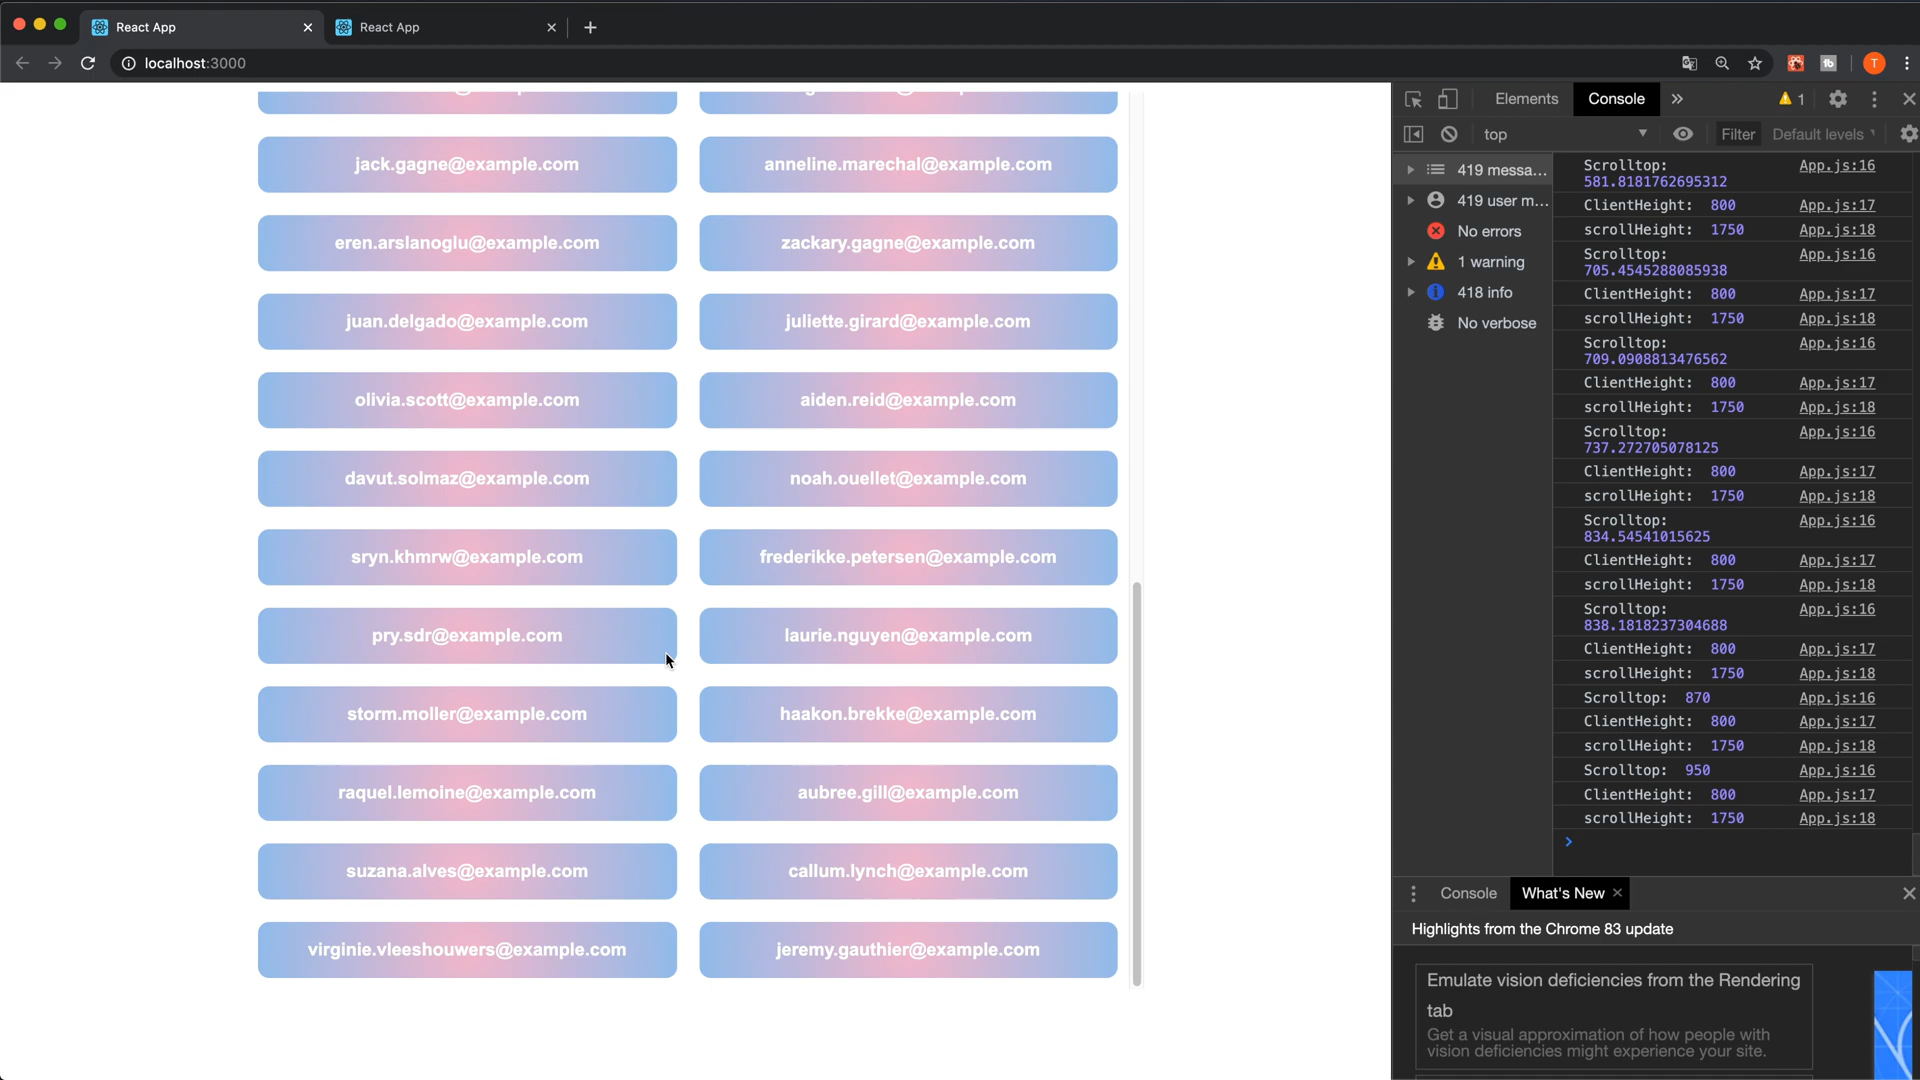 React App
React App
localhost:3000
T
jack.gagne@example.com
anneline.marechal@example.com
eren.arslanoglu@example.com
zackary.gagne@example.com
juan.delgado@example.com
juliette.girard@example.com
olivia.scott@example.com
aiden.reid@example.com
davut.solmaz@example.com
noah.ouellet@example.com
sryn.khmrw@example.com
frederikke.petersen@example.com
pry.sdr@example.com
laurie.nguyen@example.com
storm.moller@example.com
haakon.brekke@example.com
raquel.lemoine@example.com
aubree.gill@example.com
suzana.alves@example.com
callum.lynch@example.com
virginie.vleeshouwers@example.com
jeremy.gauthier@example.com
Elements
Console
1
top
Filter
Default levels
419 messa...
419 user m...
No errors
1 warning
418 info
No verbose
Scrolltop: App.js:16
581.8181762695312
ClientHeight: 800 App.js:17
scrollHeight: 1750 App.js:18
Scrolltop: App.js:16
705.4545288085938
ClientHeight: 800 App.js:17
scrollHeight: 1750 App.js:18
Scrolltop: App.js:16
709.0908813476562
ClientHeight: 800 App.js:17
scrollHeight: 1750 App.js:18
Scrolltop: App.js:16
737.272705078125
ClientHeight: 800 App.js:17
scrollHeight: 1750 App.js:18
Scrolltop: App.js:16
834.54541015625
ClientHeight: 800 App.js:17
scrollHeight: 1750 App.js:18
Scrolltop: App.js:16
838.1818237304688
ClientHeight: 800 App.js:17
scrollHeight: 1750 App.js:18
Scrolltop: 870 App.js:16
ClientHeight: 800 App.js:17
scrollHeight: 1750 App.js:18
Scrolltop: 950 App.js:16
ClientHeight: 800 App.js:17
scrollHeight: 1750 App.js:18
Console
What's New
Highlights from the Chrome 83 update
Emulate vision deficiencies from the Rendering
tab
Get a visual approximation of how people with
vision deficiencies might experience your site.